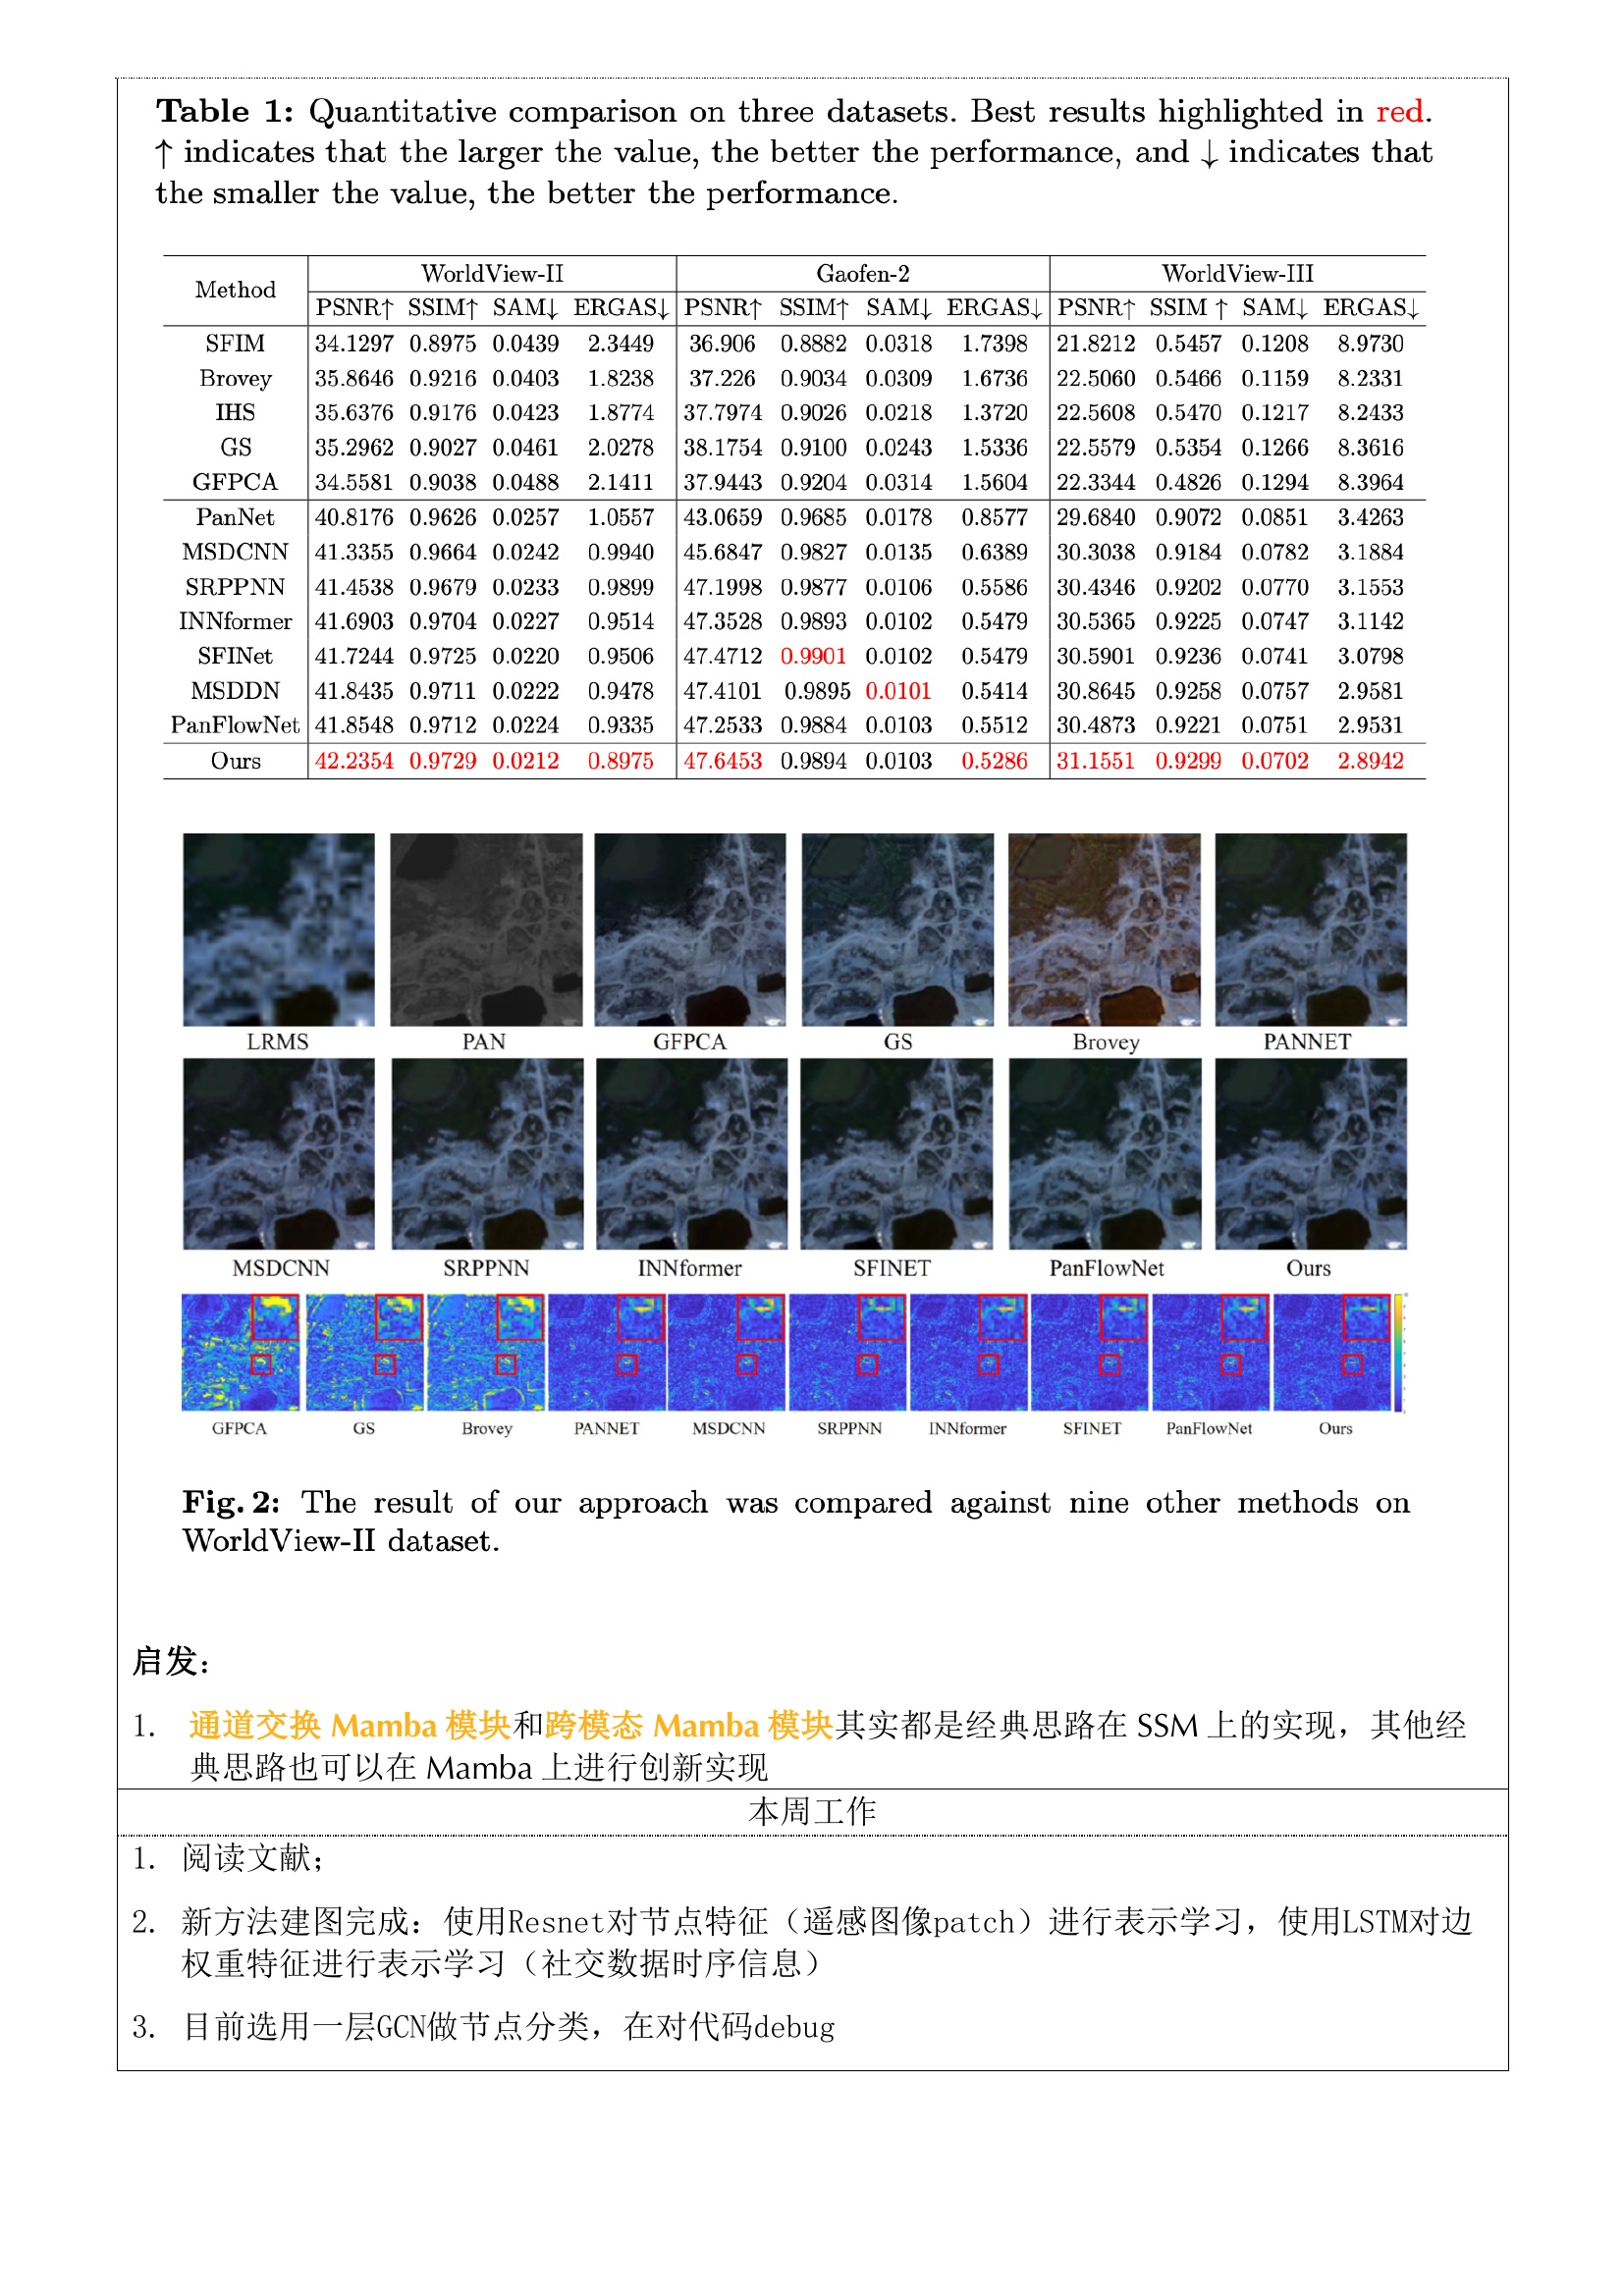 Table 1: Quantitative comparison on three datasets. Best results highlighted in red.
↑ indicates that the larger the value, the better the performance, and ↓ indicates that
the smaller the value, the better the performance.
Method WorldView-II Gaofen-2 WorldView-III
PSNR↑ SSIM↑ SAM↓ ERGAS↓ PSNR↑ SSIM↑ SAM↓ ERGAS↓ PSNR↑ SSIM ↑ SAM↓ ERGAS↓
SFIM 34.1297 0.8975 0.0439 2.3449 36.906 0.8882 0.0318 1.7398 21.8212 0.5457 0.1208 8.9730
Brovey 35.8646 0.9216 0.0403 1.8238 37.226 0.9034 0.0309 1.6736 22.5060 0.5466 0.1159 8.2331
IHS 35.6376 0.9176 0.0423 1.8774 37.7974 0.9026 0.0218 1.3720 22.5608 0.5470 0.1217 8.2433
GS 35.2962 0.9027 0.0461 2.0278 38.1754 0.9100 0.0243 1.5336 22.5579 0.5354 0.1266 8.3616
GFPCA 34.5581 0.9038 0.0488 2.1411 37.9443 0.9204 0.0314 1.5604 22.3344 0.4826 0.1294 8.3964
PanNet 40.8176 0.9626 0.0257 1.0557 43.0659 0.9685 0.0178 0.8577 29.6840 0.9072 0.0851 3.4263
MSDCNN 41.3355 0.9664 0.0242 0.9940 45.6847 0.9827 0.0135 0.6389 30.3038 0.9184 0.0782 3.1884
SRPPNN 41.4538 0.9679 0.0233 0.9899 47.1998 0.9877 0.0106 0.5586 30.4346 0.9202 0.0770 3.1553
INNformer 41.6903 0.9704 0.0227 0.9514 47.3528 0.9893 0.0102 0.5479 30.5365 0.9225 0.0747 3.1142
SFINet 41.7244 0.9725 0.0220 0.9506 47.4712 0.9901 0.0102 0.5479 30.5901 0.9236 0.0741 3.0798
MSDDN 41.8435 0.9711 0.0222 0.9478 47.4101 0.9895 0.0101 0.5414 30.8645 0.9258 0.0757 2.9581
PanFlowNet 41.8548 0.9712 0.0224 0.9335 47.2533 0.9884 0.0103 0.5512 30.4873 0.9221 0.0751 2.9531
Ours 42.2354 0.9729 0.0212 0.8975 47.6453 0.9894 0.0103 0.5286 31.1551 0.9299 0.0702 2.8942
LRMS PAN GFPCA GS Brovey PANNET
MSDCNN SRPPNN INNformer SFINET PanFlowNet Ours
GFPCA GS Brovey PANNET MSDCNN SRPPNN INNformer SFINET PanFlowNet Ours
Fig. 2: The result of our approach was compared against nine other methods on
WorldView-II dataset.
启发：
1. 通道交换 Mamba 模块和跨模态 Mamba 模块其实都是经典思路在 SSM 上的实现，其他经
典思路也可以在 Mamba 上进行创新实现
本周工作
1. 阅读文献；
2. 新方法建图完成：使用Resnet对节点特征（遥感图像patch）进行表示学习，使用LSTM对边
权重特征进行表示学习（社交数据时序信息）
3. 目前选用一层GCN做节点分类，在对代码debug